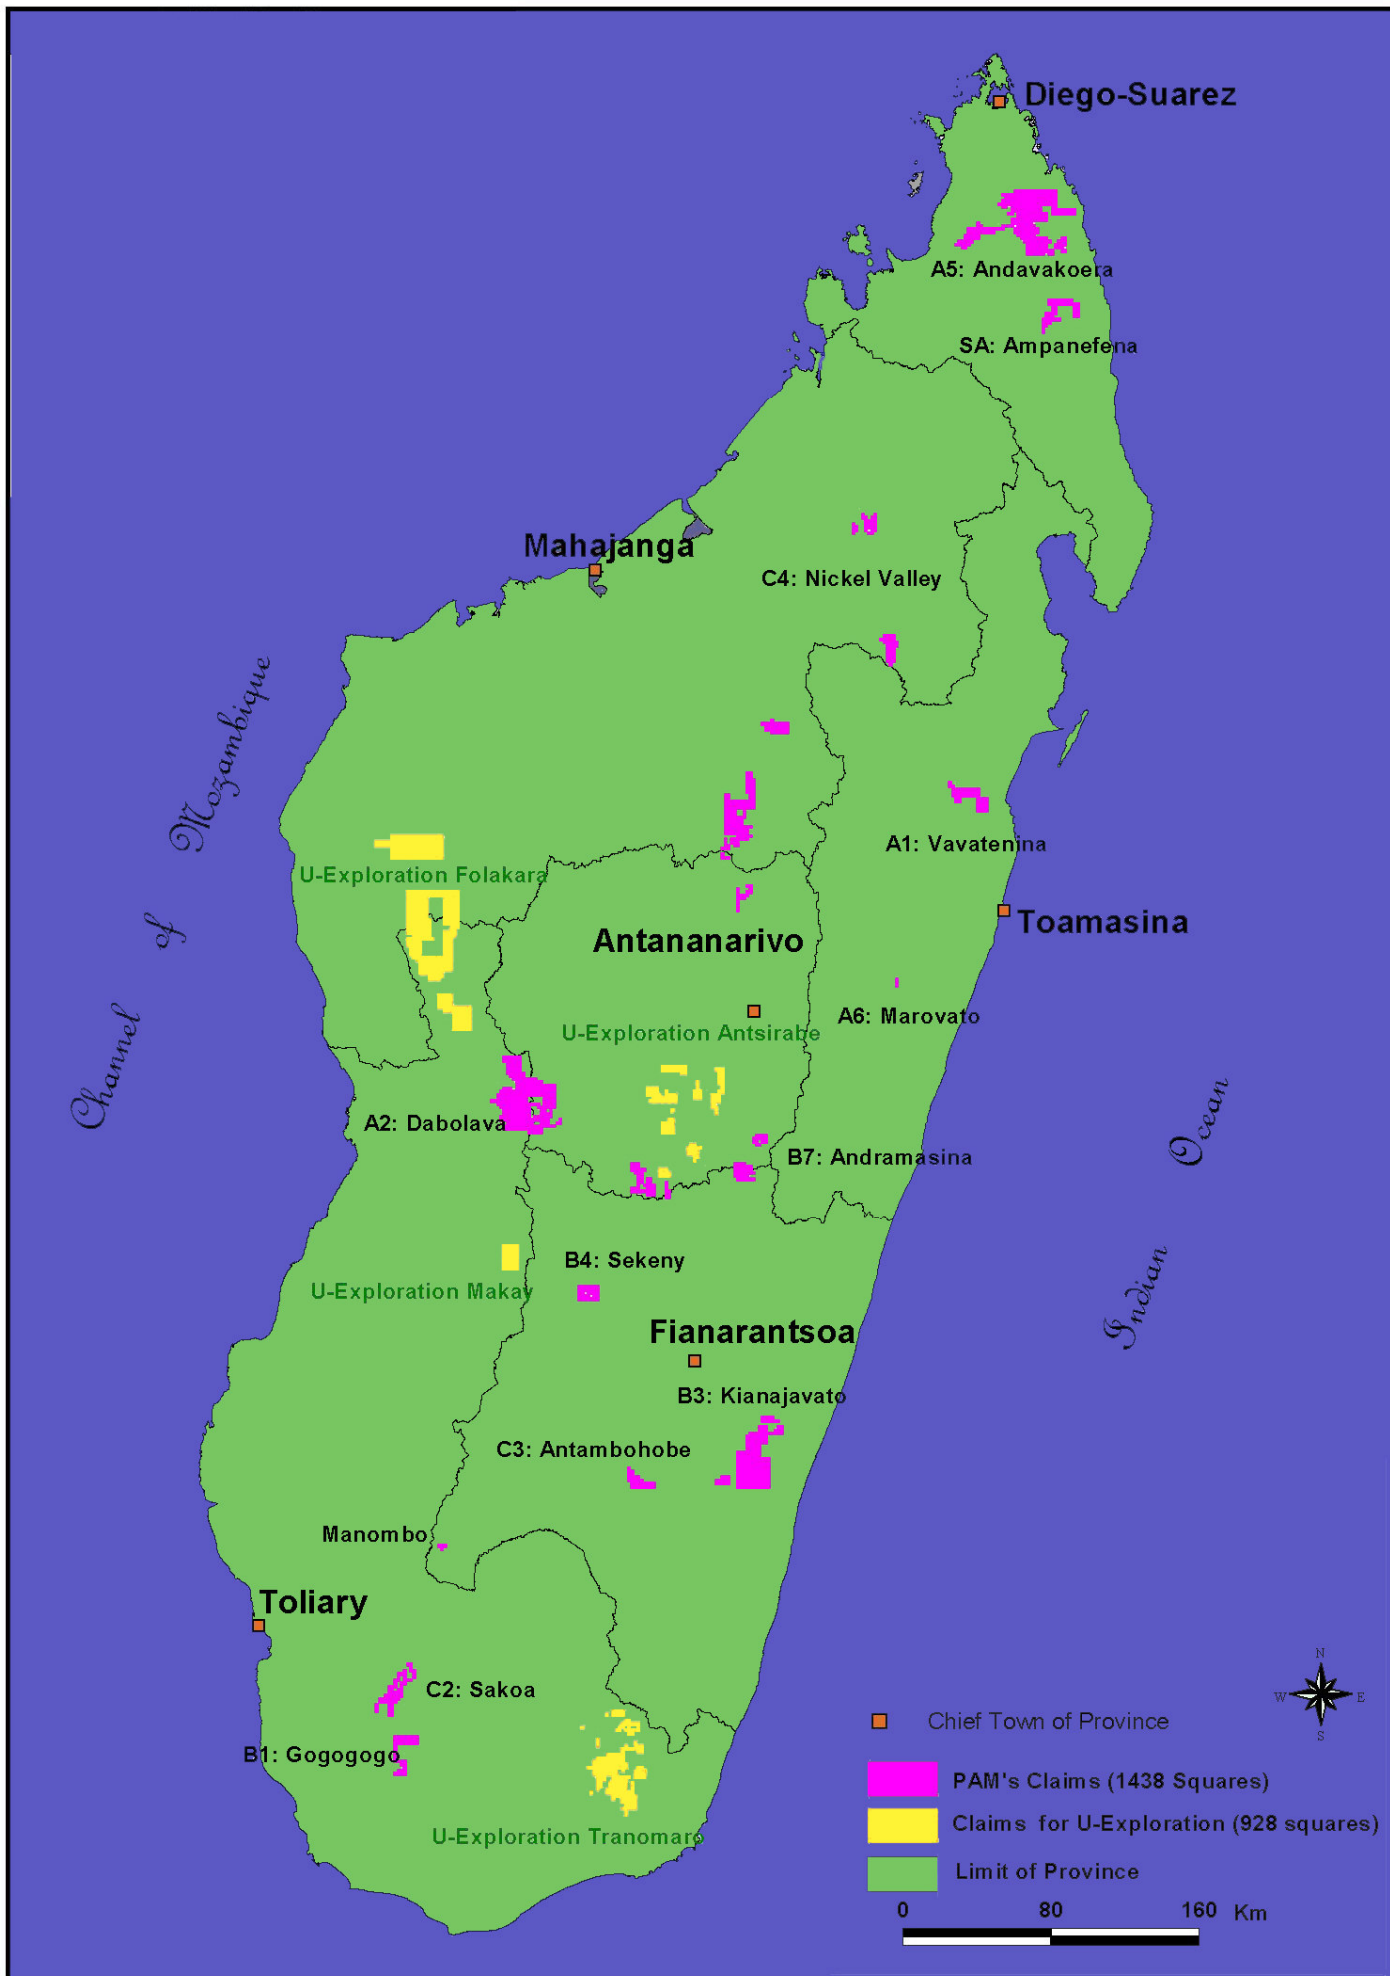 Diego-Suarez
A5: Andavakoera
SA: Ampanefena
Mahajanga
C4: Nickel Valley
Channel of Mozambique
A1: Vavatenina
U-Exploration Folakara
Toamasina
Antananarivo
A6: Marovato
U-Exploration Antsirabe
A2: Dabolava
B7: Andramasina
Indian Ocean
B4: Sekeny
U-Exploration Makay
Fianarantsoa
B3: Kianajavato
C3: Antambohobe
Manombo
Toliary
C2: Sakoa
B1: Gogogogo
U-Exploration Tranomaro
N
W E
S
Chief Town of Province
PAM's Claims (1438 Squares)
Claims for U-Exploration (928 squares)
Limit of Province
0 80 160 Km